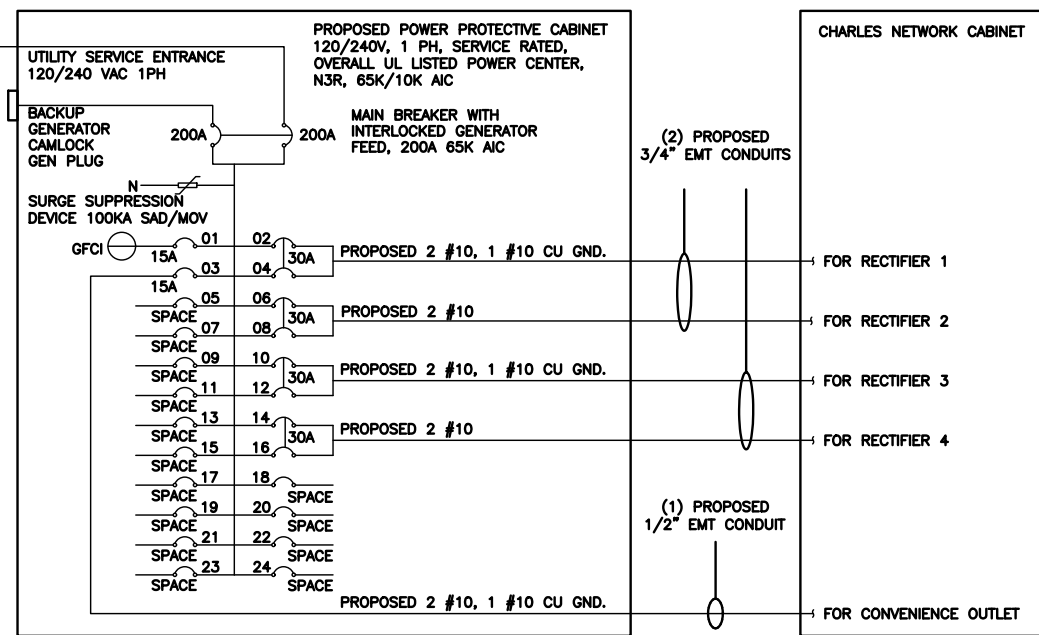 PROPOSED POWER PROTECTIVE CABINET
120/240V, 1 PH, SERVICE RATED,
OVERALL UL LISTED POWER CENTER,
N3R, 65K/10K AIC
CHARLES NETWORK CABINET
UTILITY SERVICE ENTRANCE
120/240 VAC 1PH
BACKUP
GENERATOR
CAMLOCK
GEN PLUG
200A
200A
MAIN BREAKER WITH
INTERLOCKED GENERATOR
FEED, 200A 65K AIC
(2) PROPOSED
3/4" EMT CONDUITS
N
SURGE SUPPRESSION
DEVICE 100KA SAD/MOV
GFCI
01
02
15A
30A
PROPOSED 2 #10, 1 #10 CU GND.
FOR RECTIFIER 1
03
04
15A
05
06
SPACE
30A
PROPOSED 2 #10
FOR RECTIFIER 2
07
08
SPACE
09
10
SPACE
30A
PROPOSED 2 #10, 1 #10 CU GND.
FOR RECTIFIER 3
11
12
SPACE
13
14
SPACE
30A
PROPOSED 2 #10
FOR RECTIFIER 4
15
16
SPACE
17
18
SPACE
SPACE
19
20
SPACE
SPACE
21
22
SPACE
SPACE
23
24
SPACE
SPACE
(1) PROPOSED
1/2" EMT CONDUIT
PROPOSED 2 #10, 1 #10 CU GND.
FOR CONVENIENCE OUTLET